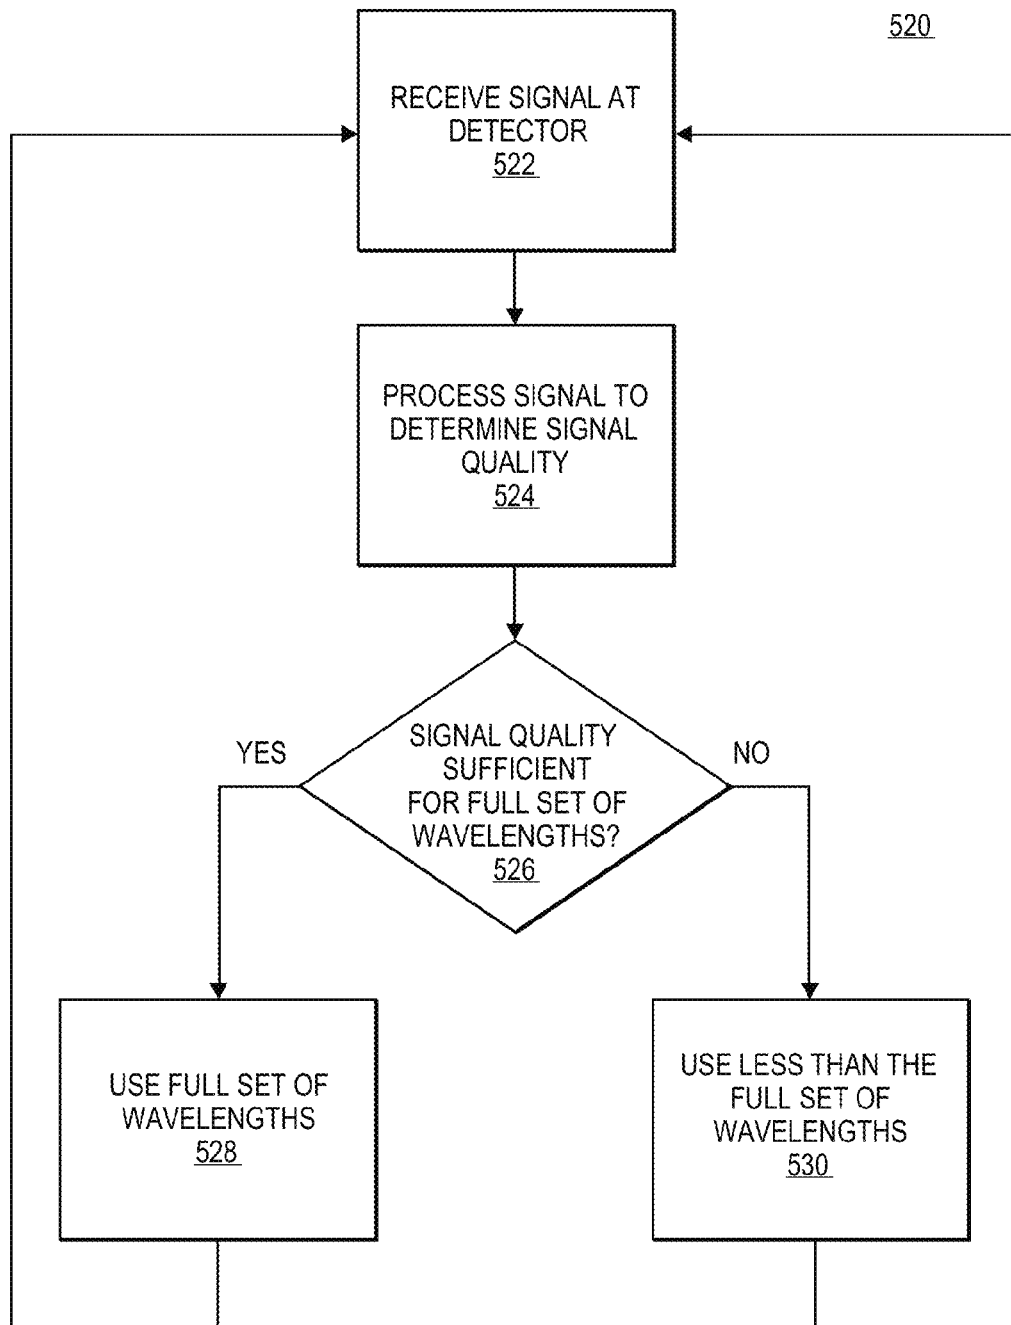 520
RECEIVE SIGNAL AT
DETECTOR
522
PROCESS SIGNAL TO
DETERMINE SIGNAL
QUALITY
524
SIGNAL QUALITY
SUFFICIENT
FOR FULL SET OF
WAVELENGTHS?
526
YES
NO
USE FULL SET OF
WAVELENGTHS
528
USE LESS THAN THE
FULL SET OF
WAVELENGTHS
530